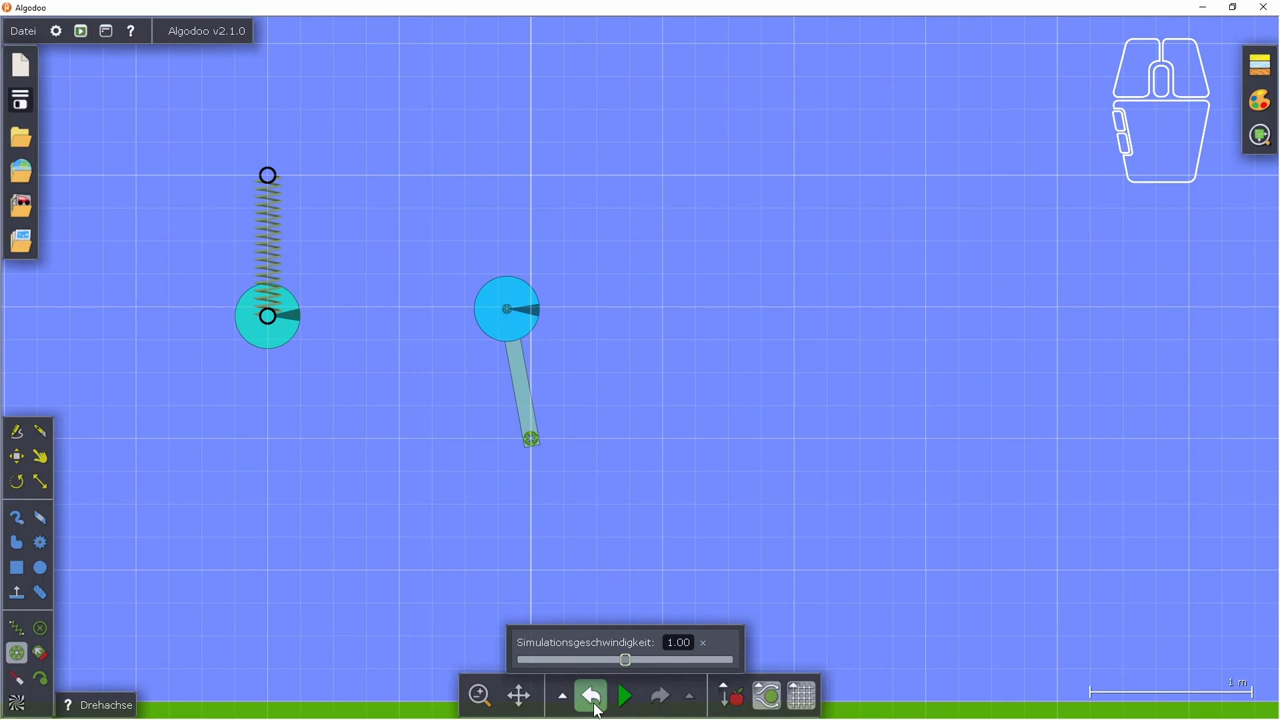 Algodoo
Datei
?
Algodoo v2.1.0
Simulationsgeschwindigkeit: 1.00 ×
1 m
? Drehachse